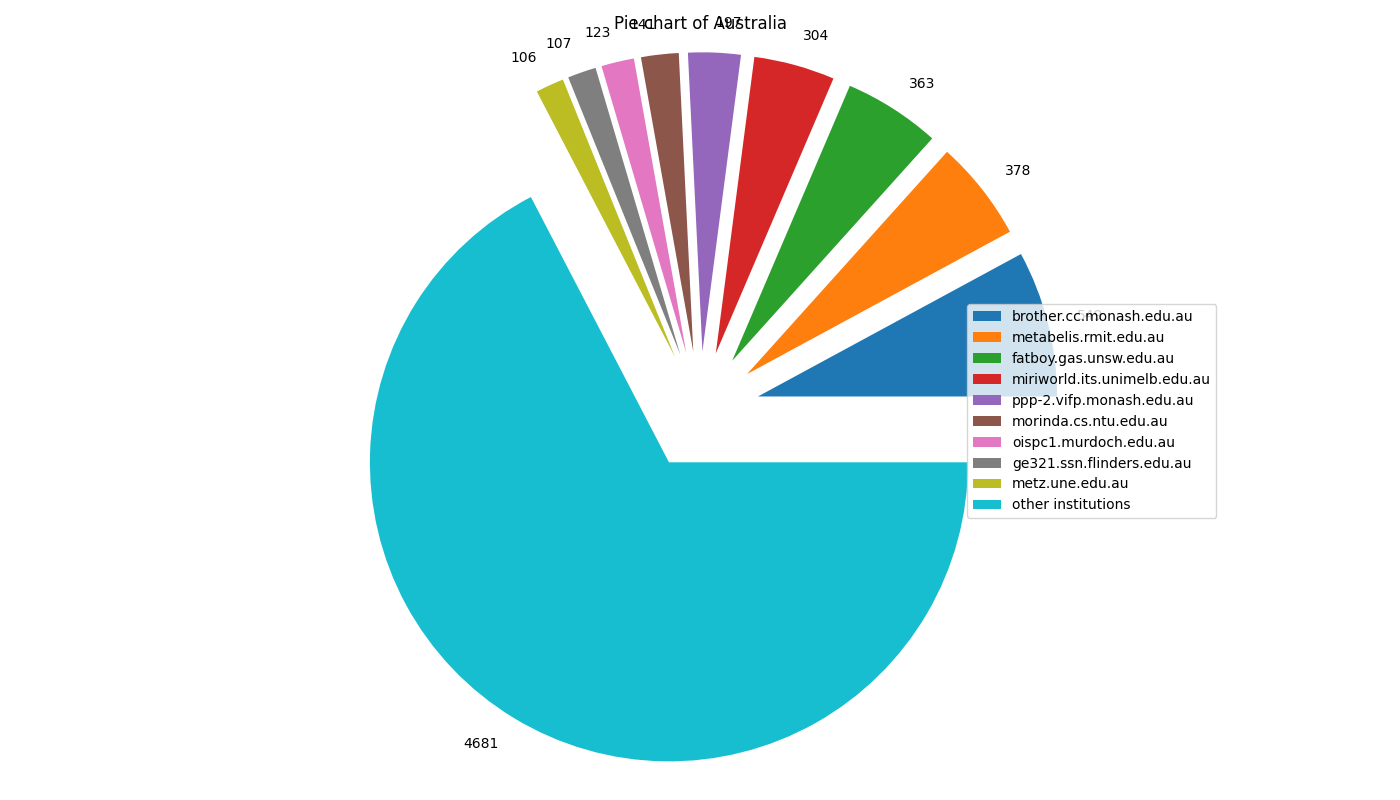 Pie chart of Australia
106
107
123
141
197
304
363
378
4681
brother.cc.monash.edu.au
metabelis.rmit.edu.au
fatboy.gas.unsw.edu.au
miriworld.its.unimelb.edu.au
ppp-2.vifp.monash.edu.au
morinda.cs.ntu.edu.au
oispc1.murdoch.edu.au
ge321.ssn.flinders.edu.au
metz.une.edu.au
other institutions